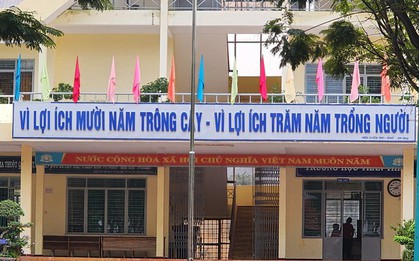 VÌ LỢI ÍCH MƯỜI NĂM TRỒNG CÂY - VÌ LỢI ÍCH TRĂM NĂM TRỒNG NGƯỜI
NƯỚC CỘNG HÒA XÃ HỘI CHỦ NGHĨA VIỆT NAM MUÔN NĂM